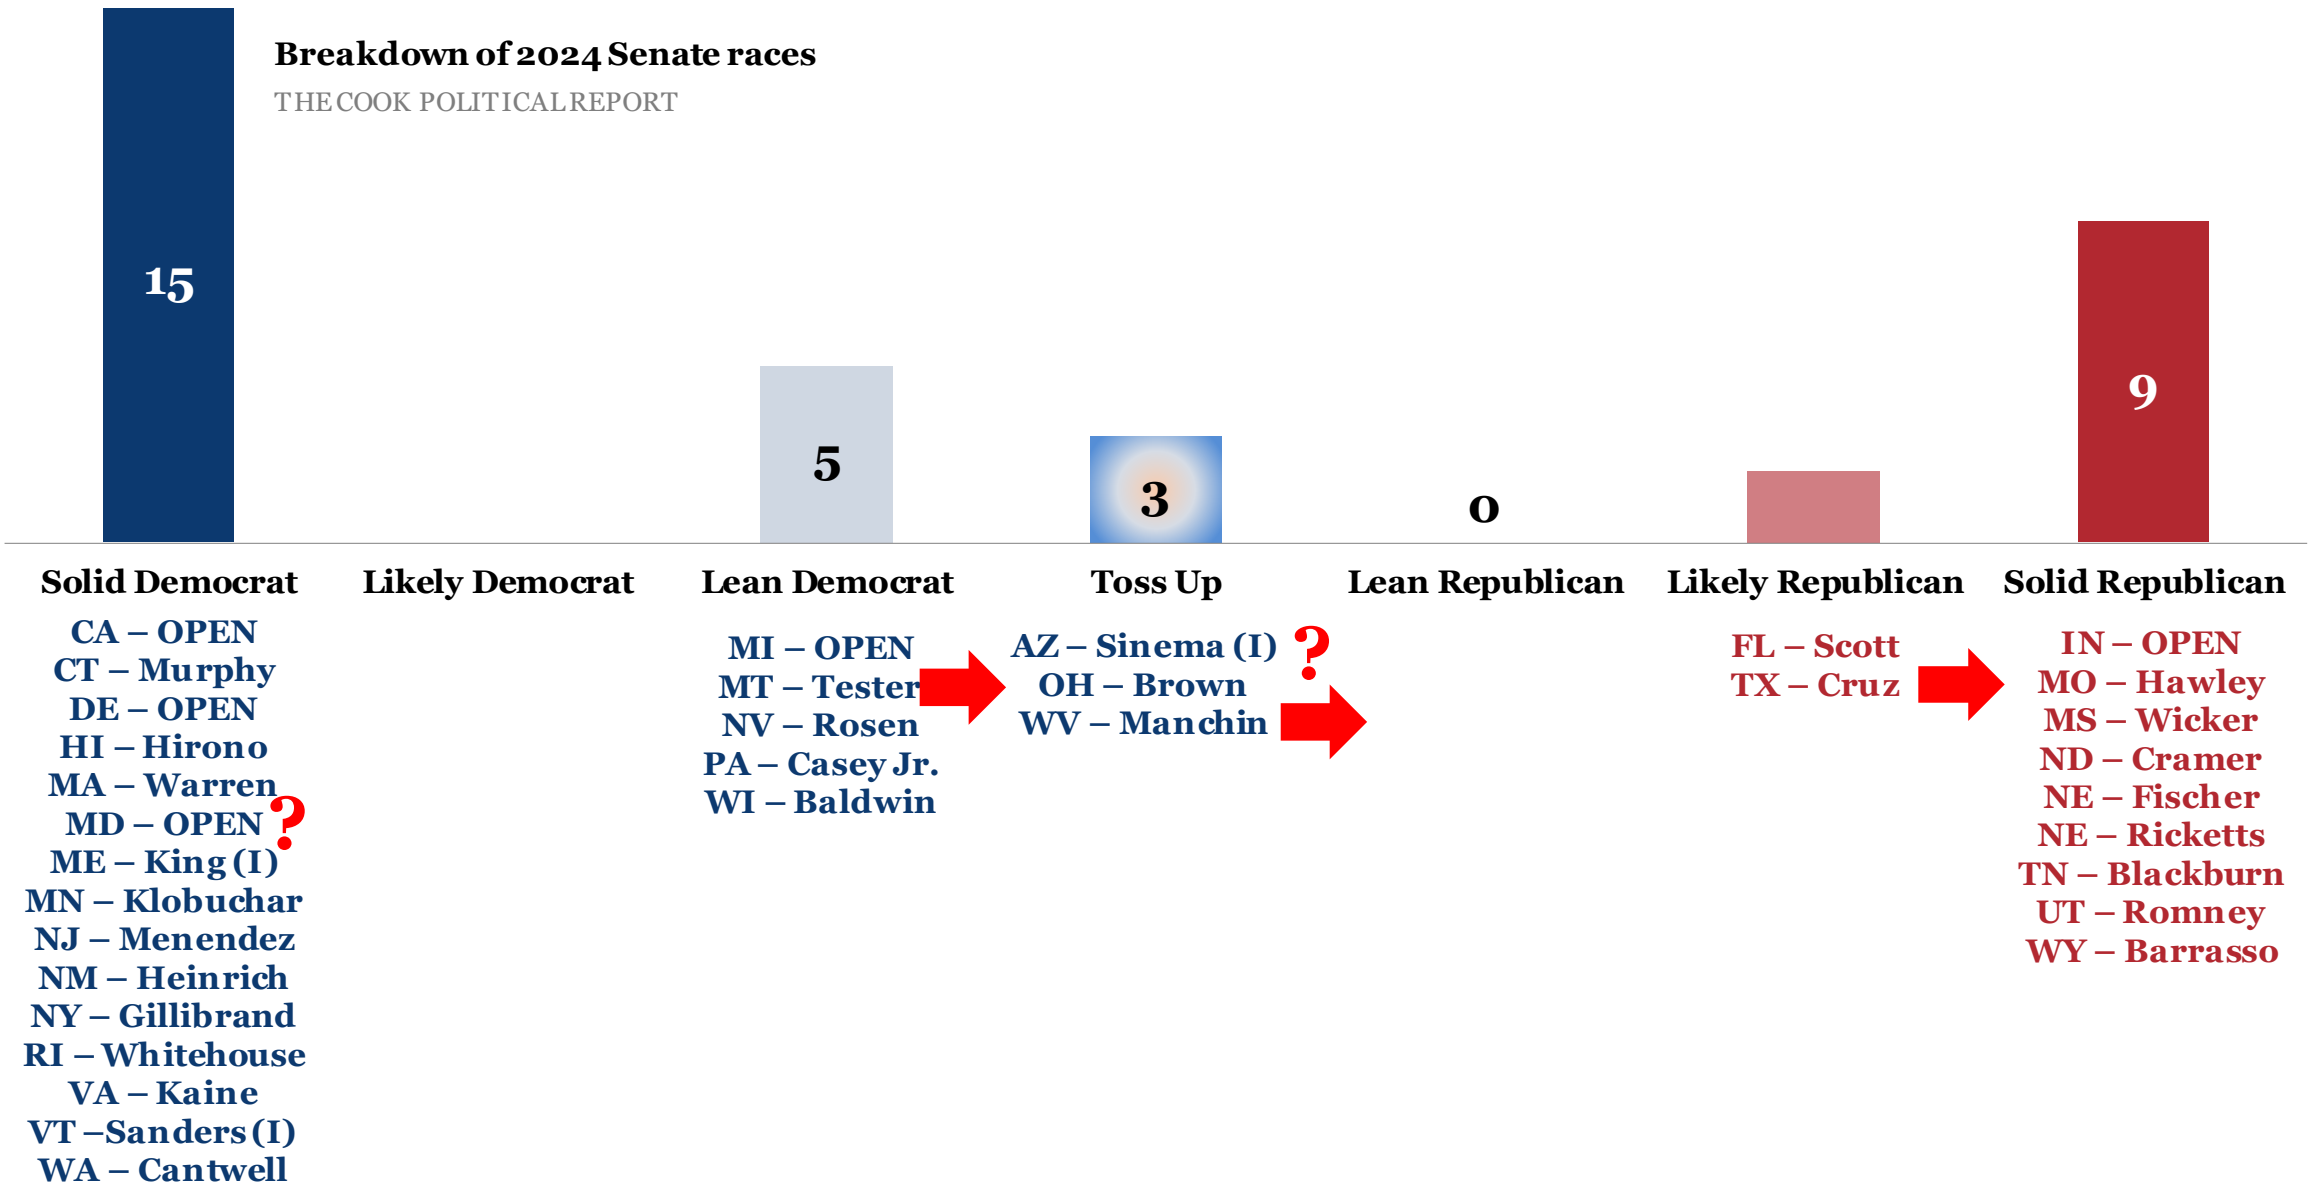 Breakdown of 2024 Senate races
THE COOK POLITICAL REPORT
15
5
3
0
9
Solid Democrat
Likely Democrat
Lean Democrat
Toss Up
Lean Republican
Likely Republican
Solid Republican
CA – OPEN
CT – Murphy
DE – OPEN
HI – Hirono
MA – Warren
MD – OPEN
?
ME – King (I)
MN – Klobuchar
NJ – Menendez
NM – Heinrich
NY – Gillibrand
RI – Whitehouse
VA – Kaine
VT –Sanders (I)
WA – Cantwell
MI – OPEN
MT – Tester
NV – Rosen
PA – Casey Jr.
WI – Baldwin
AZ – Sinema (I)
?
OH – Brown
WV – Manchin
FL – Scott
TX – Cruz
IN – OPEN
MO – Hawley
MS – Wicker
ND – Cramer
NE – Fischer
NE – Ricketts
TN – Blackburn
UT – Romney
WY – Barrasso